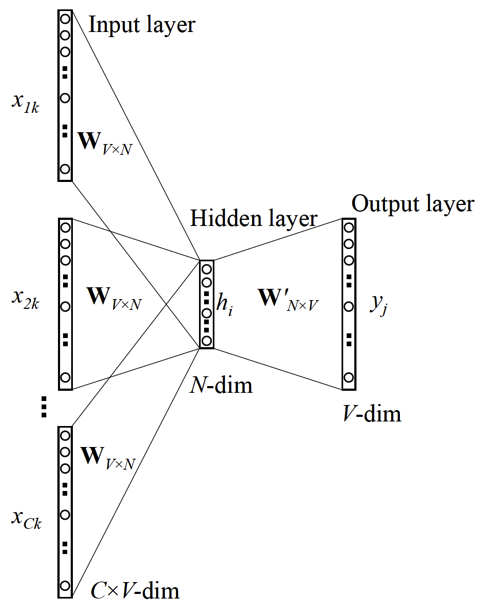 Input layer
x1k
WV×N
Hidden layer
Output layer
x2k
WV×N
hi
W′N×V
yj
N-dim
V-dim
WV×N
xCk
C×V-dim